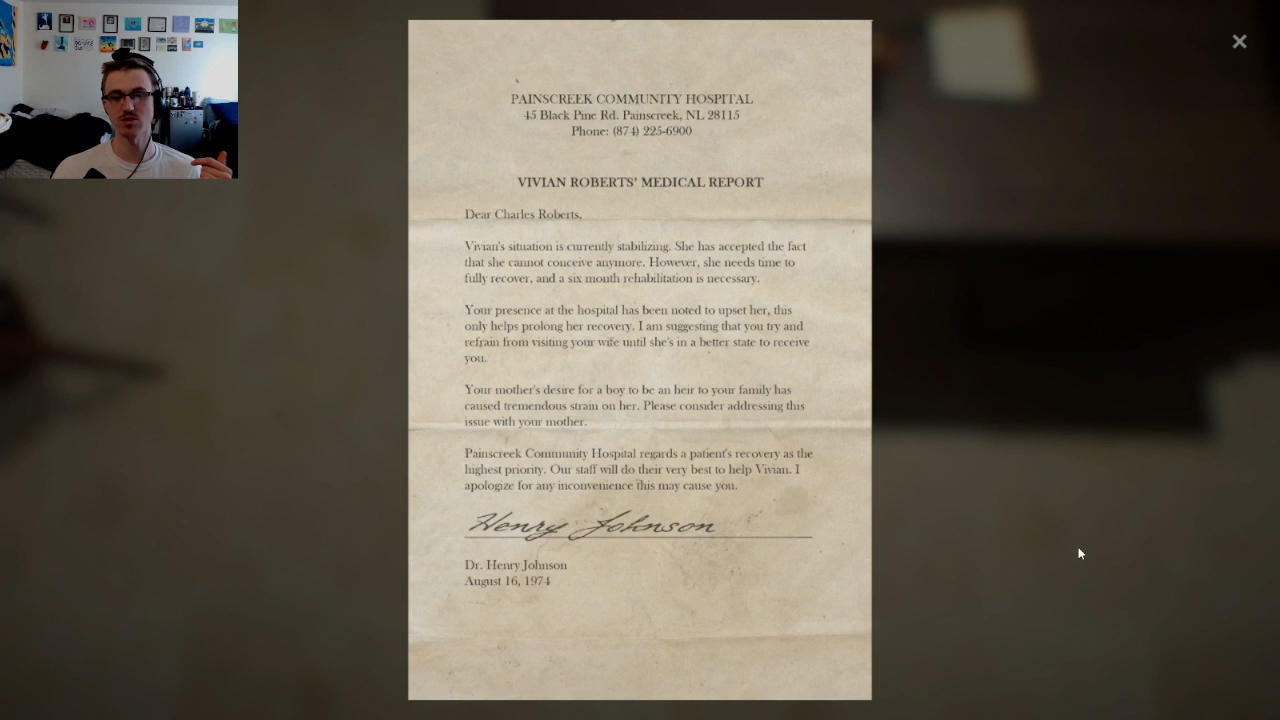 PAINSCREEK COMMUNITY HOSPITAL
45 Black Pine Rd. Painscreek, NL 28115
Phone: (874) 225-6900
VIVIAN ROBERTS' MEDICAL REPORT
Dear Charles Roberts,
Vivian's situation is currently stabilizing. She has accepted the fact
that she cannot conceive anymore. However, she needs time to
fully recover, and a six month rehabilitation is necessary.
Your presence at the hospital has been noted to upset her, this
only helps prolong her recovery. I am suggesting that you try and
refrain from visiting your wife until she's in a better state to receive
you.
Your mother's desire for a boy to be an heir to your family has
caused tremendous strain on her. Please consider addressing this
issue with your mother.
Painscreek Community Hospital regards a patient's recovery as the
highest priority. Our staff will do their very best to help Vivian. I
apologize for any inconvenience this may cause you.
Henry Johnson
Dr. Henry Johnson
August 16, 1974